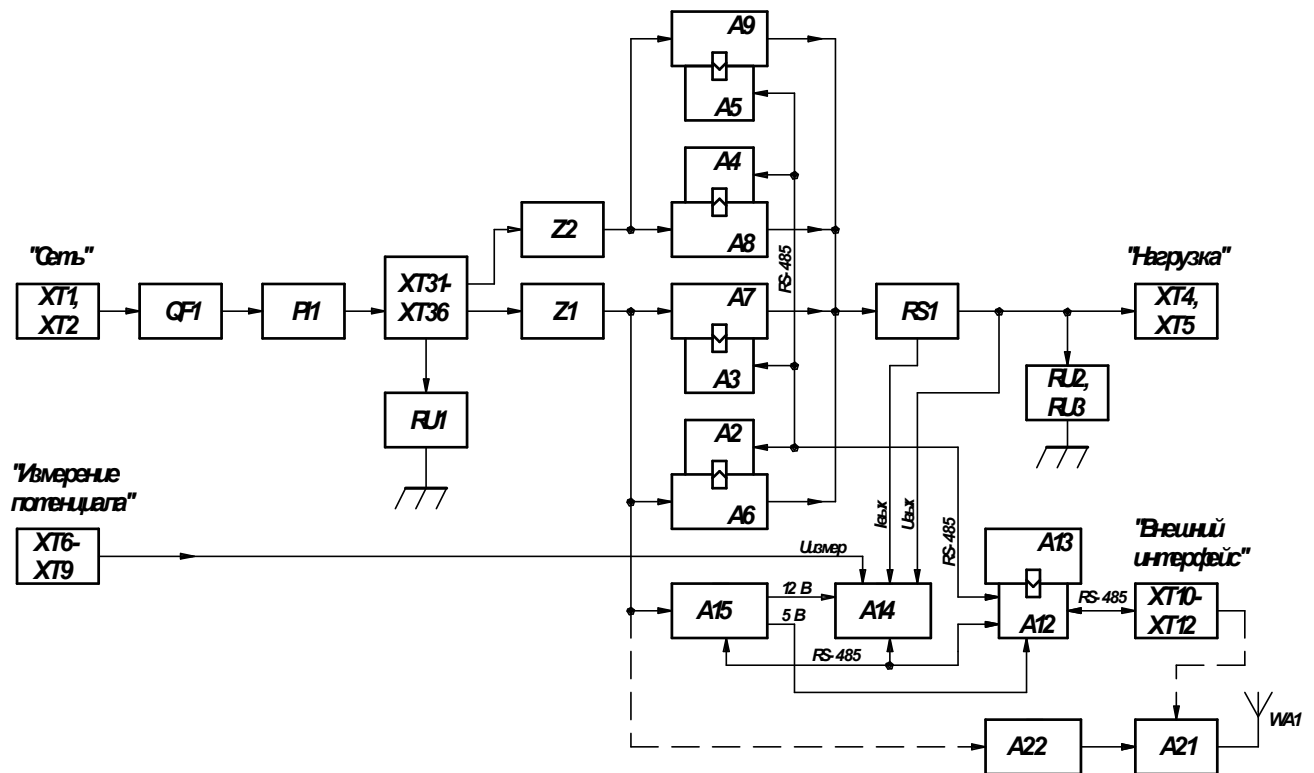 A9
A5
A4
A8
Z2
"Сеть"
XT1,
XT2
QF1
PI1
XT31-
XT36
Z1
A7
A3
RS-485
RS1
"Нагрузка"
XT4,
XT5
RU1
RU2,
RU3
A2
A6
"Измерение
потенциала"
XT6-
XT9
Uизмер
Iвых
Uвых
RS-485
A13
A12
"Внешний
интерфейс"
RS-485
XT10-
XT12
A15
12 В
5 В
A14
RS-485
A22
A21
WA1